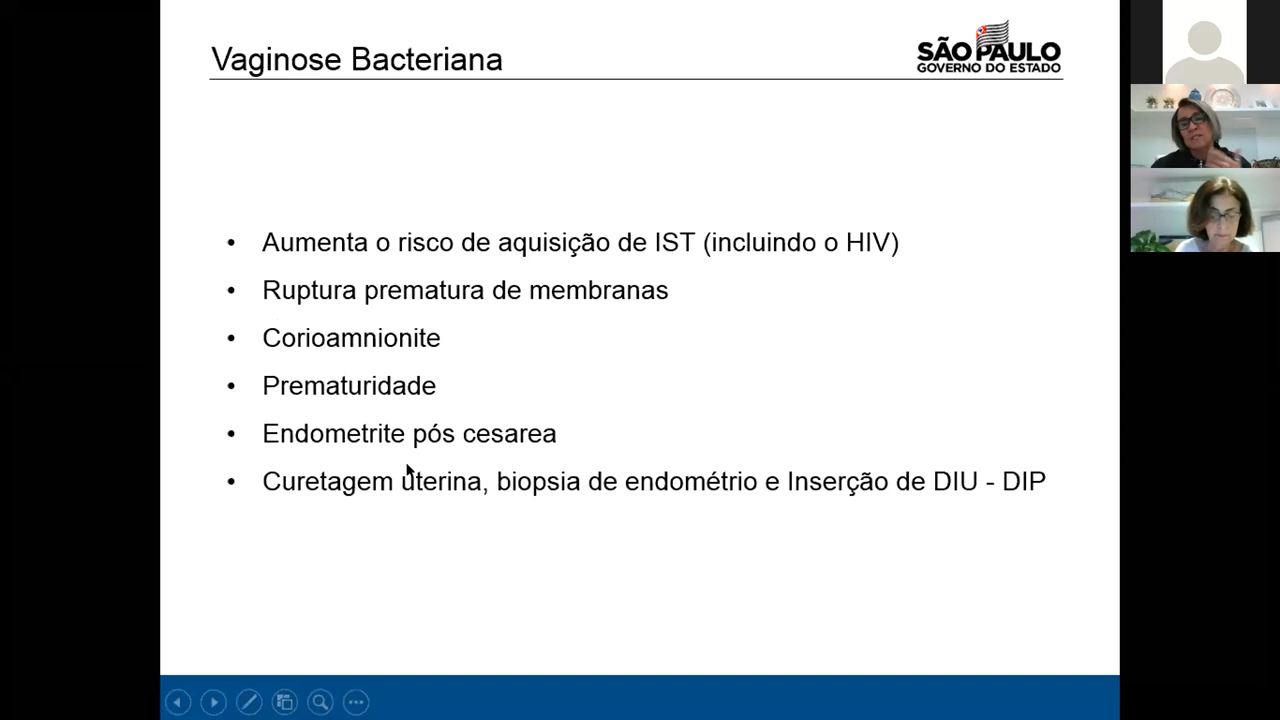 Vaginose Bacteriana
SÃO PAULO
GOVERNO DO ESTADO
• Aumenta o risco de aquisição de IST (incluindo o HIV)
• Ruptura prematura de membranas
• Corioamnionite
• Prematuridade
• Endometrite pós cesarea
• Curetagem uterina, biopsia de endométrio e Inserção de DIU - DIP